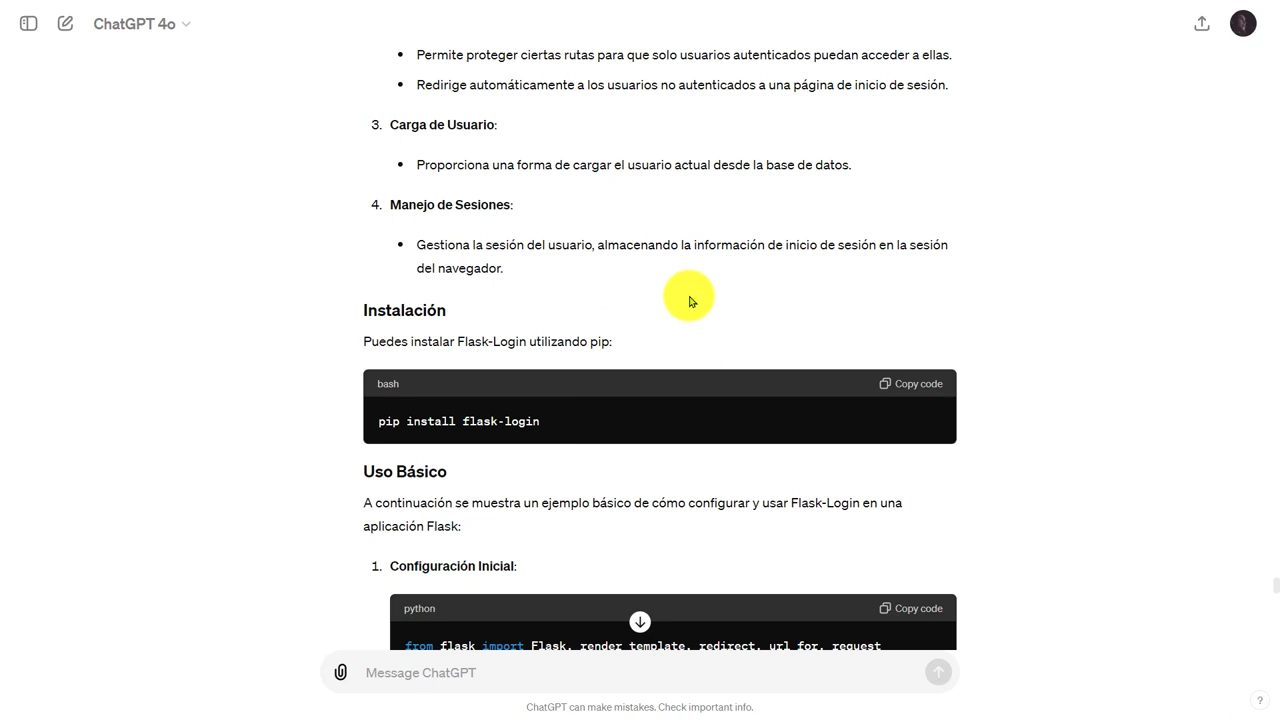 ChatGPT 4o
• Permite proteger ciertas rutas para que solo usuarios autenticados puedan acceder a ellas.
• Redirige automáticamente a los usuarios no autenticados a una página de inicio de sesión.
3. Carga de Usuario:
• Proporciona una forma de cargar el usuario actual desde la base de datos.
4. Manejo de Sesiones:
• Gestiona la sesión del usuario, almacenando la información de inicio de sesión en la sesión
del navegador.
Instalación
Puedes instalar Flask-Login utilizando pip:
bash Copy code
pip install flask-login
Uso Básico
A continuación se muestra un ejemplo básico de cómo configurar y usar Flask-Login en una
aplicación Flask:
1. Configuración Inicial:
python Copy code
from flask import Flask, render_template, redirect, url_for, request
Message ChatGPT
ChatGPT can make mistakes. Check important info.
?